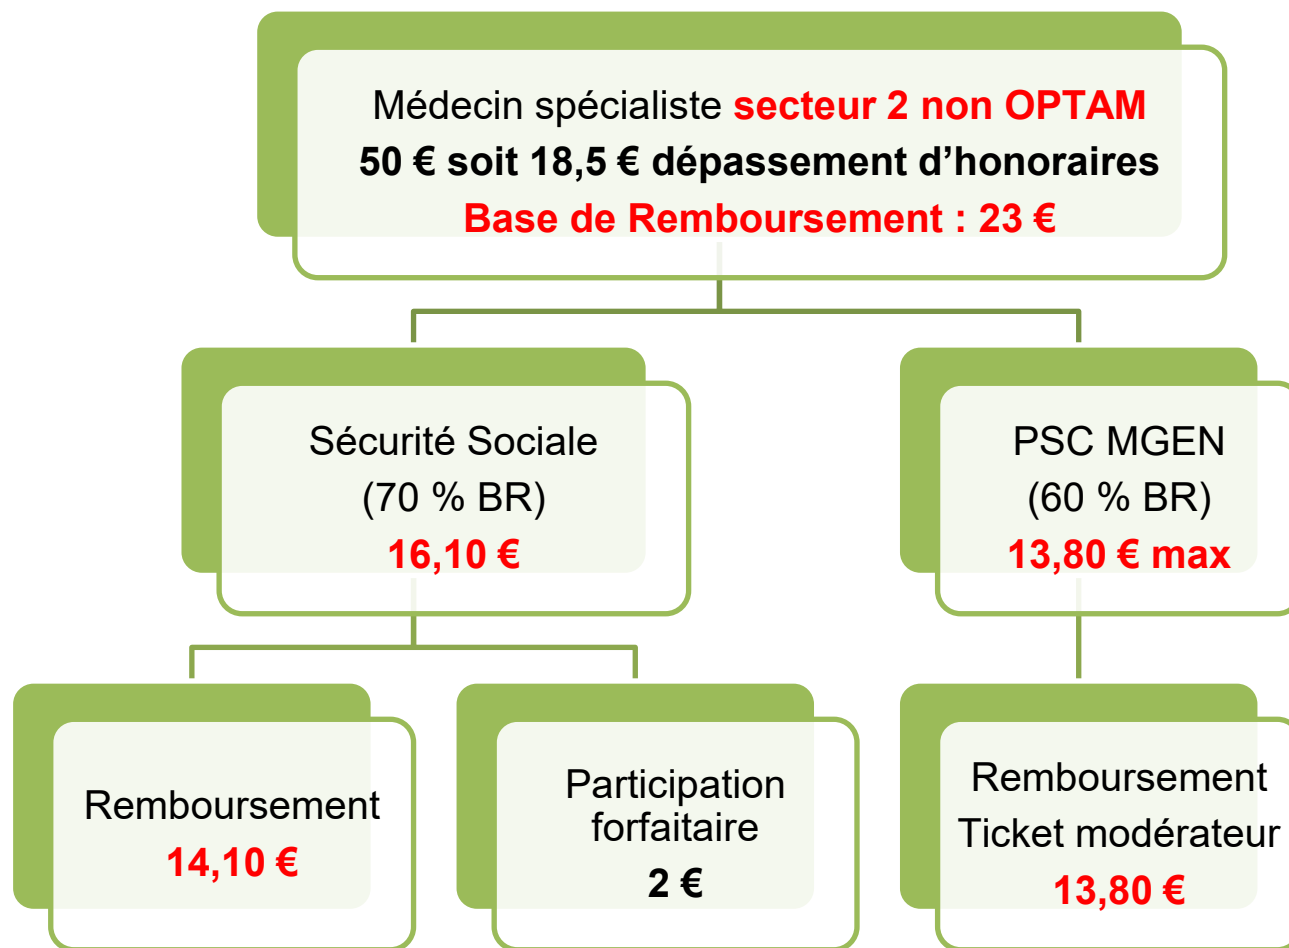 Médecin spécialiste secteur 2 non OPTAM
50 € soit 18,5 € dépassement d’honoraires
Base de Remboursement : 23 €
Sécurité Sociale
(70 % BR)
16,10 €
PSC MGEN
(60 % BR)
13,80 € max
Remboursement
14,10 €
Participation
forfaitaire
2 €
Remboursement
Ticket modérateur
13,80 €